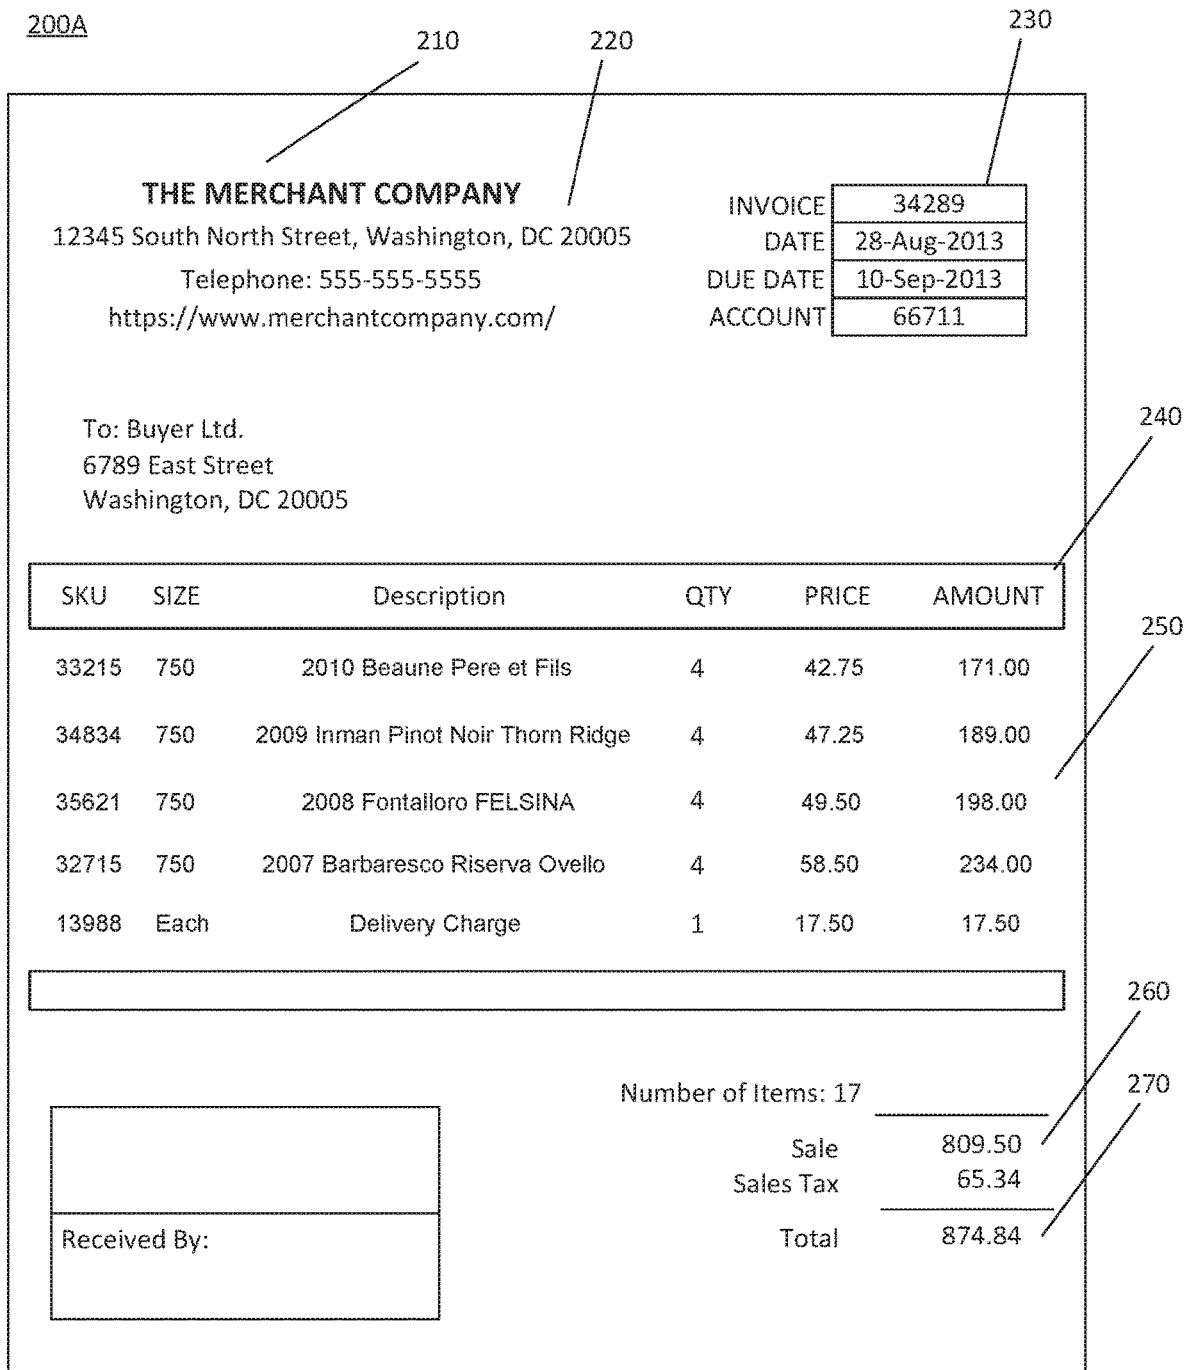 200A
210
220
230
THE MERCHANT COMPANY
12345 South North Street, Washington, DC 20005
Telephone: 555-555-5555
https://www.merchantcompany.com/
INVOICE 34289
DATE 28-Aug-2013
DUE DATE 10-Sep-2013
ACCOUNT 66711
To: Buyer Ltd.
6789 East Street
Washington, DC 20005
240
SKU SIZE Description QTY PRICE AMOUNT
250
33215 750 2010 Beaune Pere et Fils 4 42.75 171.00
34834 750 2009 Inman Pinot Noir Thorn Ridge 4 47.25 189.00
35621 750 2008 Fontalloro FELSINA 4 49.50 198.00
32715 750 2007 Barbaresco Riserva Ovello 4 58.50 234.00
13988 Each Delivery Charge 1 17.50 17.50
260
270
Number of Items: 17
Sale 809.50
Sales Tax 65.34
Total 874.84
Received By: